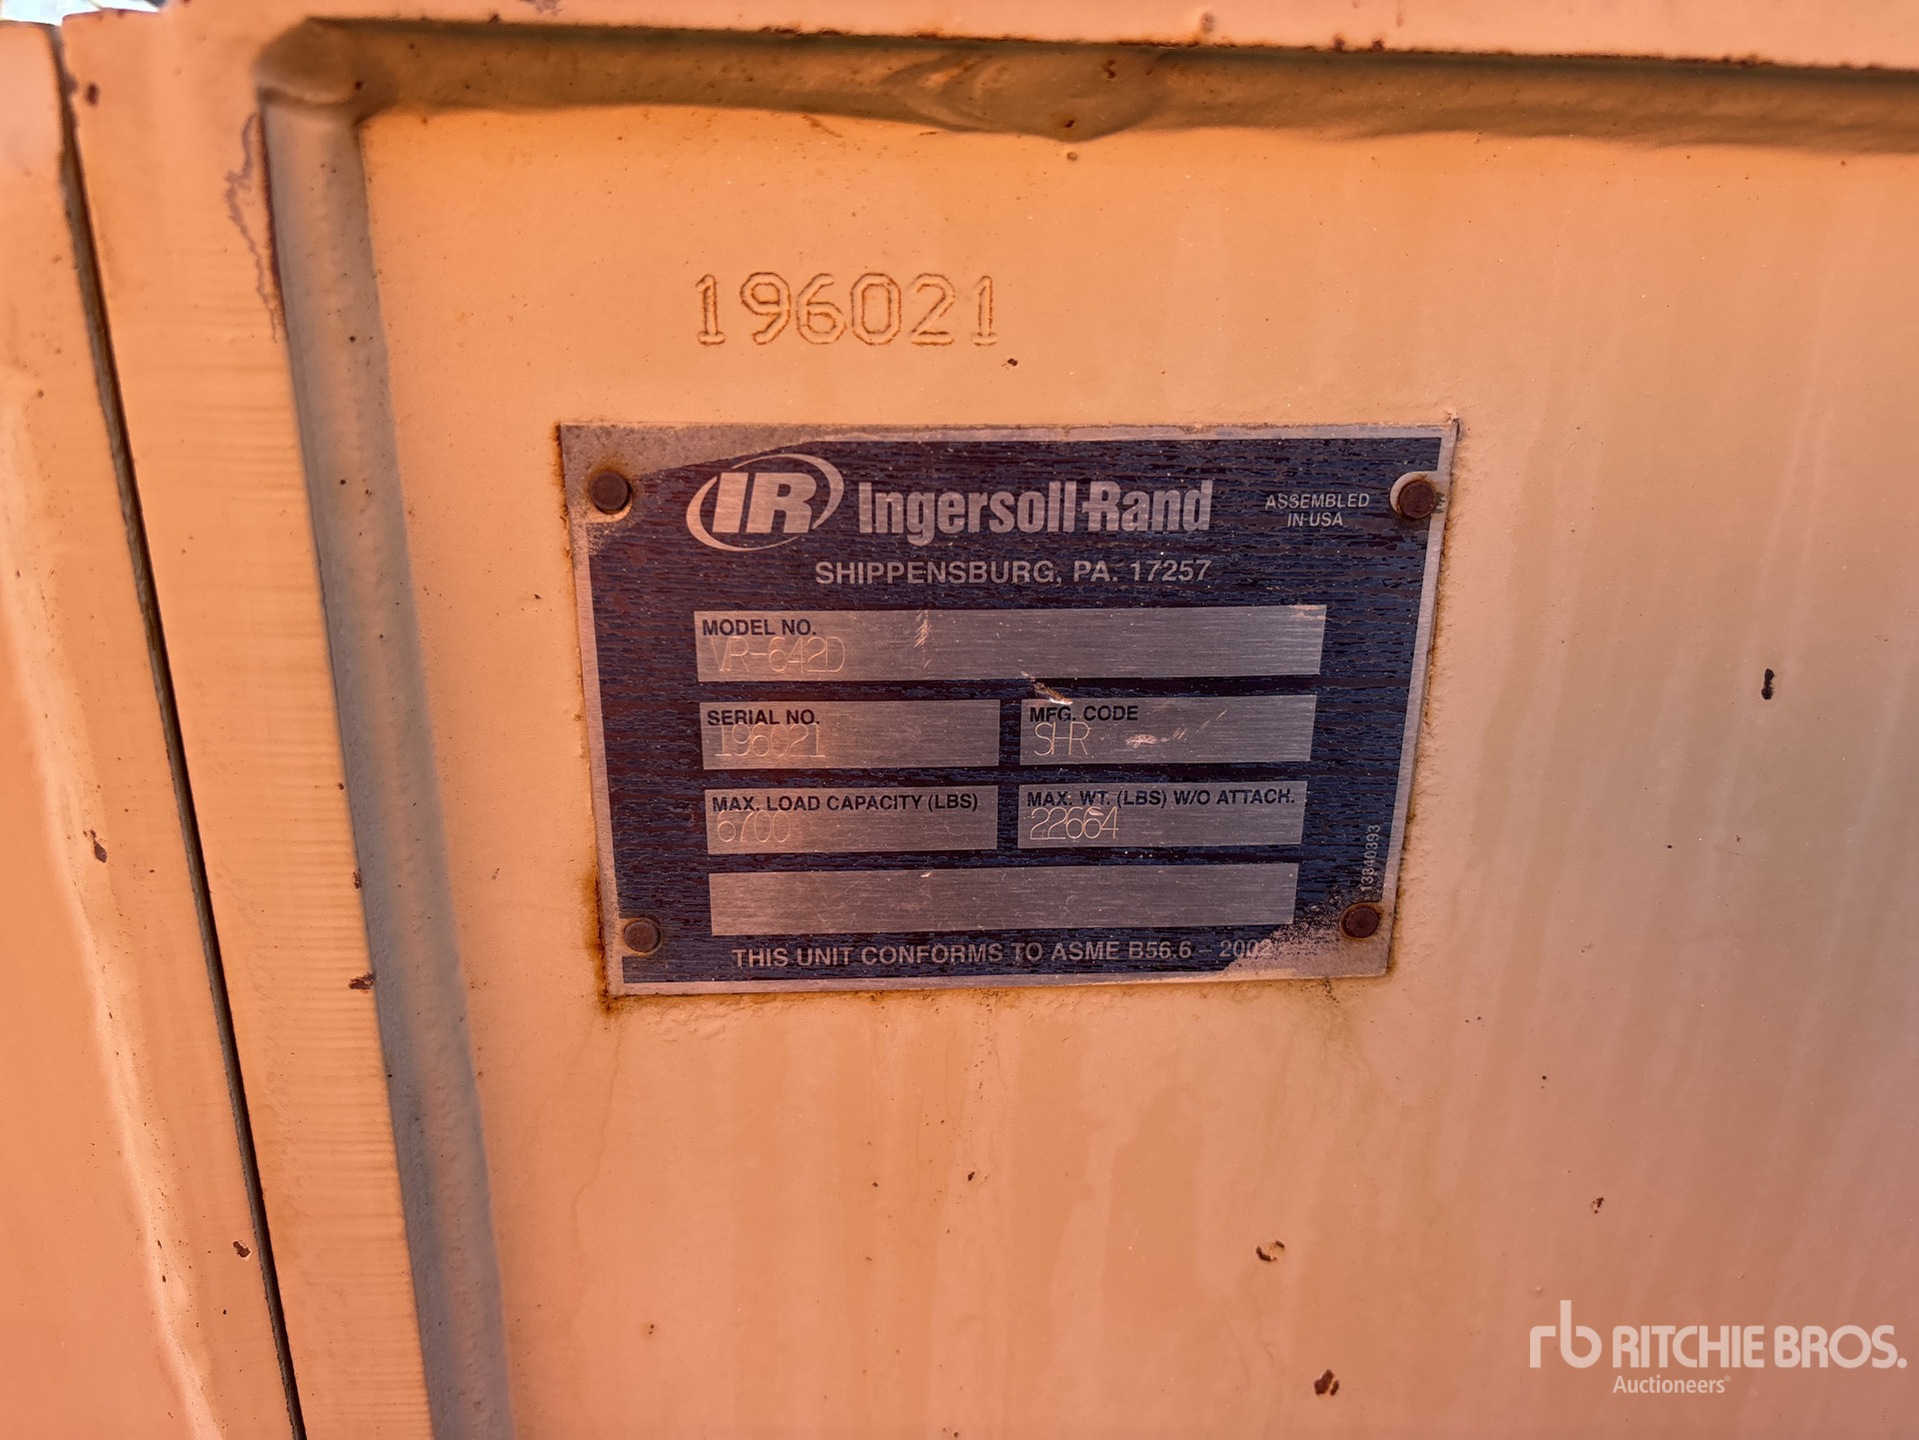 196021
IR Ingersoll-Rand
ASSEMBLED
IN USA
SHIPPENSBURG, PA. 17257
MODEL NO.
VR-642D
SERIAL NO.
196021
MFG. CODE
SHR
MAX. LOAD CAPACITY (LBS)
6700
MAX. WT. (LBS) W/O ATTACH.
22664
13840393
THIS UNIT CONFORMS TO ASME B56.6 – 2002
rb RITCHIE BROS.
Auctioneers